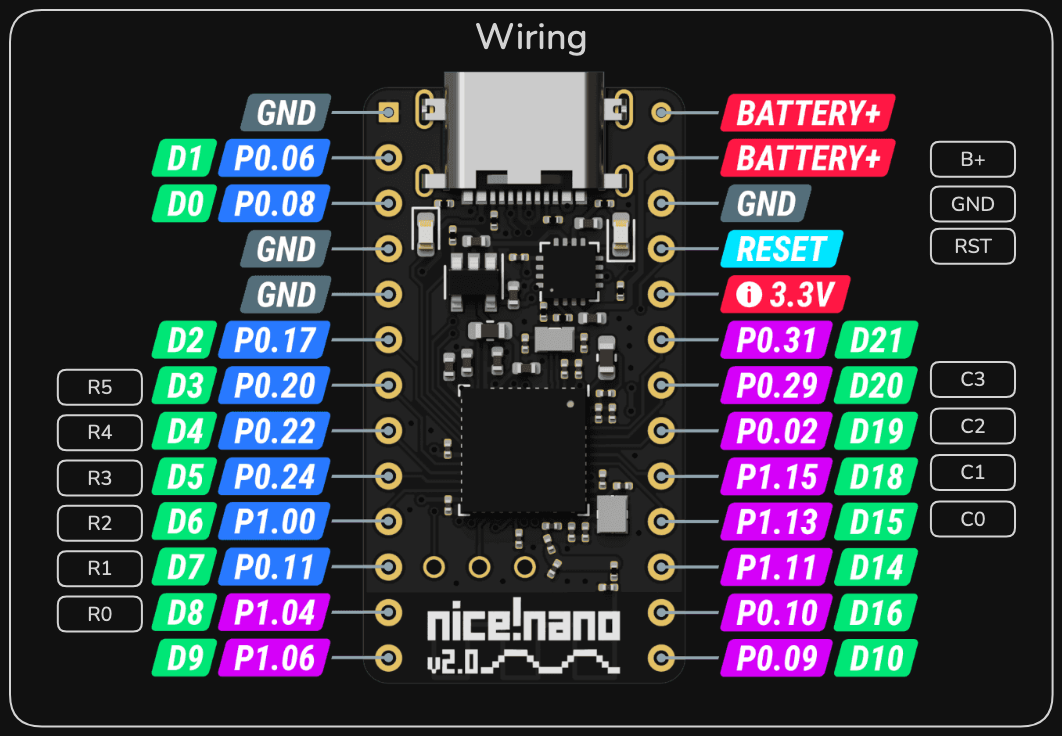 Wiring
GND BATTERY+
D1 P0.06 BATTERY+ B+
D0 P0.08 GND GND
GND RESET RST
GND i 3.3V
D2 P0.17 P0.31 D21
R5 D3 P0.20 P0.29 D20 C3
R4 D4 P0.22 P0.02 D19 C2
R3 D5 P0.24 P1.15 D18 C1
R2 D6 P1.00 P1.13 D15 C0
R1 D7 P0.11 P1.11 D14
R0 D8 P1.04 nice!nano P0.10 D16
D9 P1.06 v2.0 P0.09 D10